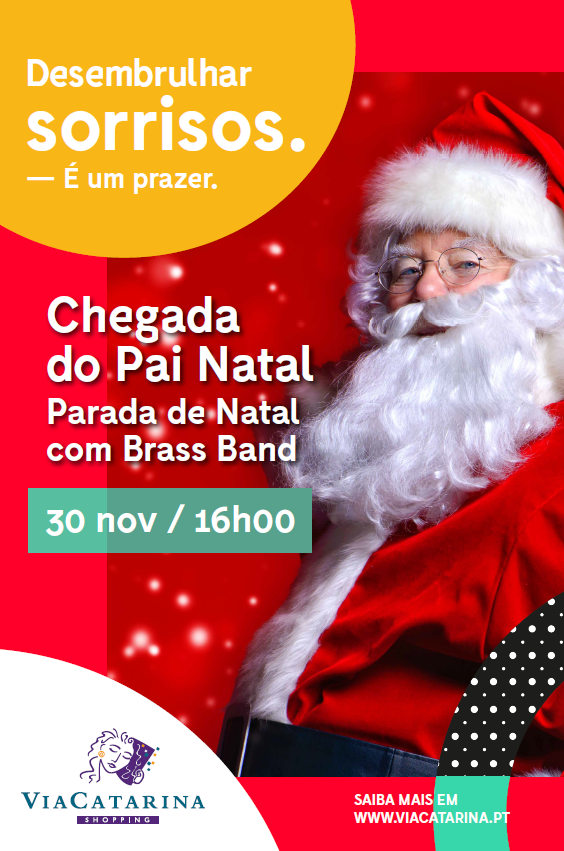 Desembrulhar
sorrisos.
— É um prazer.
Chegada
do Pai Natal
Parada de Natal
com Brass Band
30 nov / 16h00
VIACATARINA
SHOPPING
SAIBA MAIS EM
WWW.VIACATARINA.PT